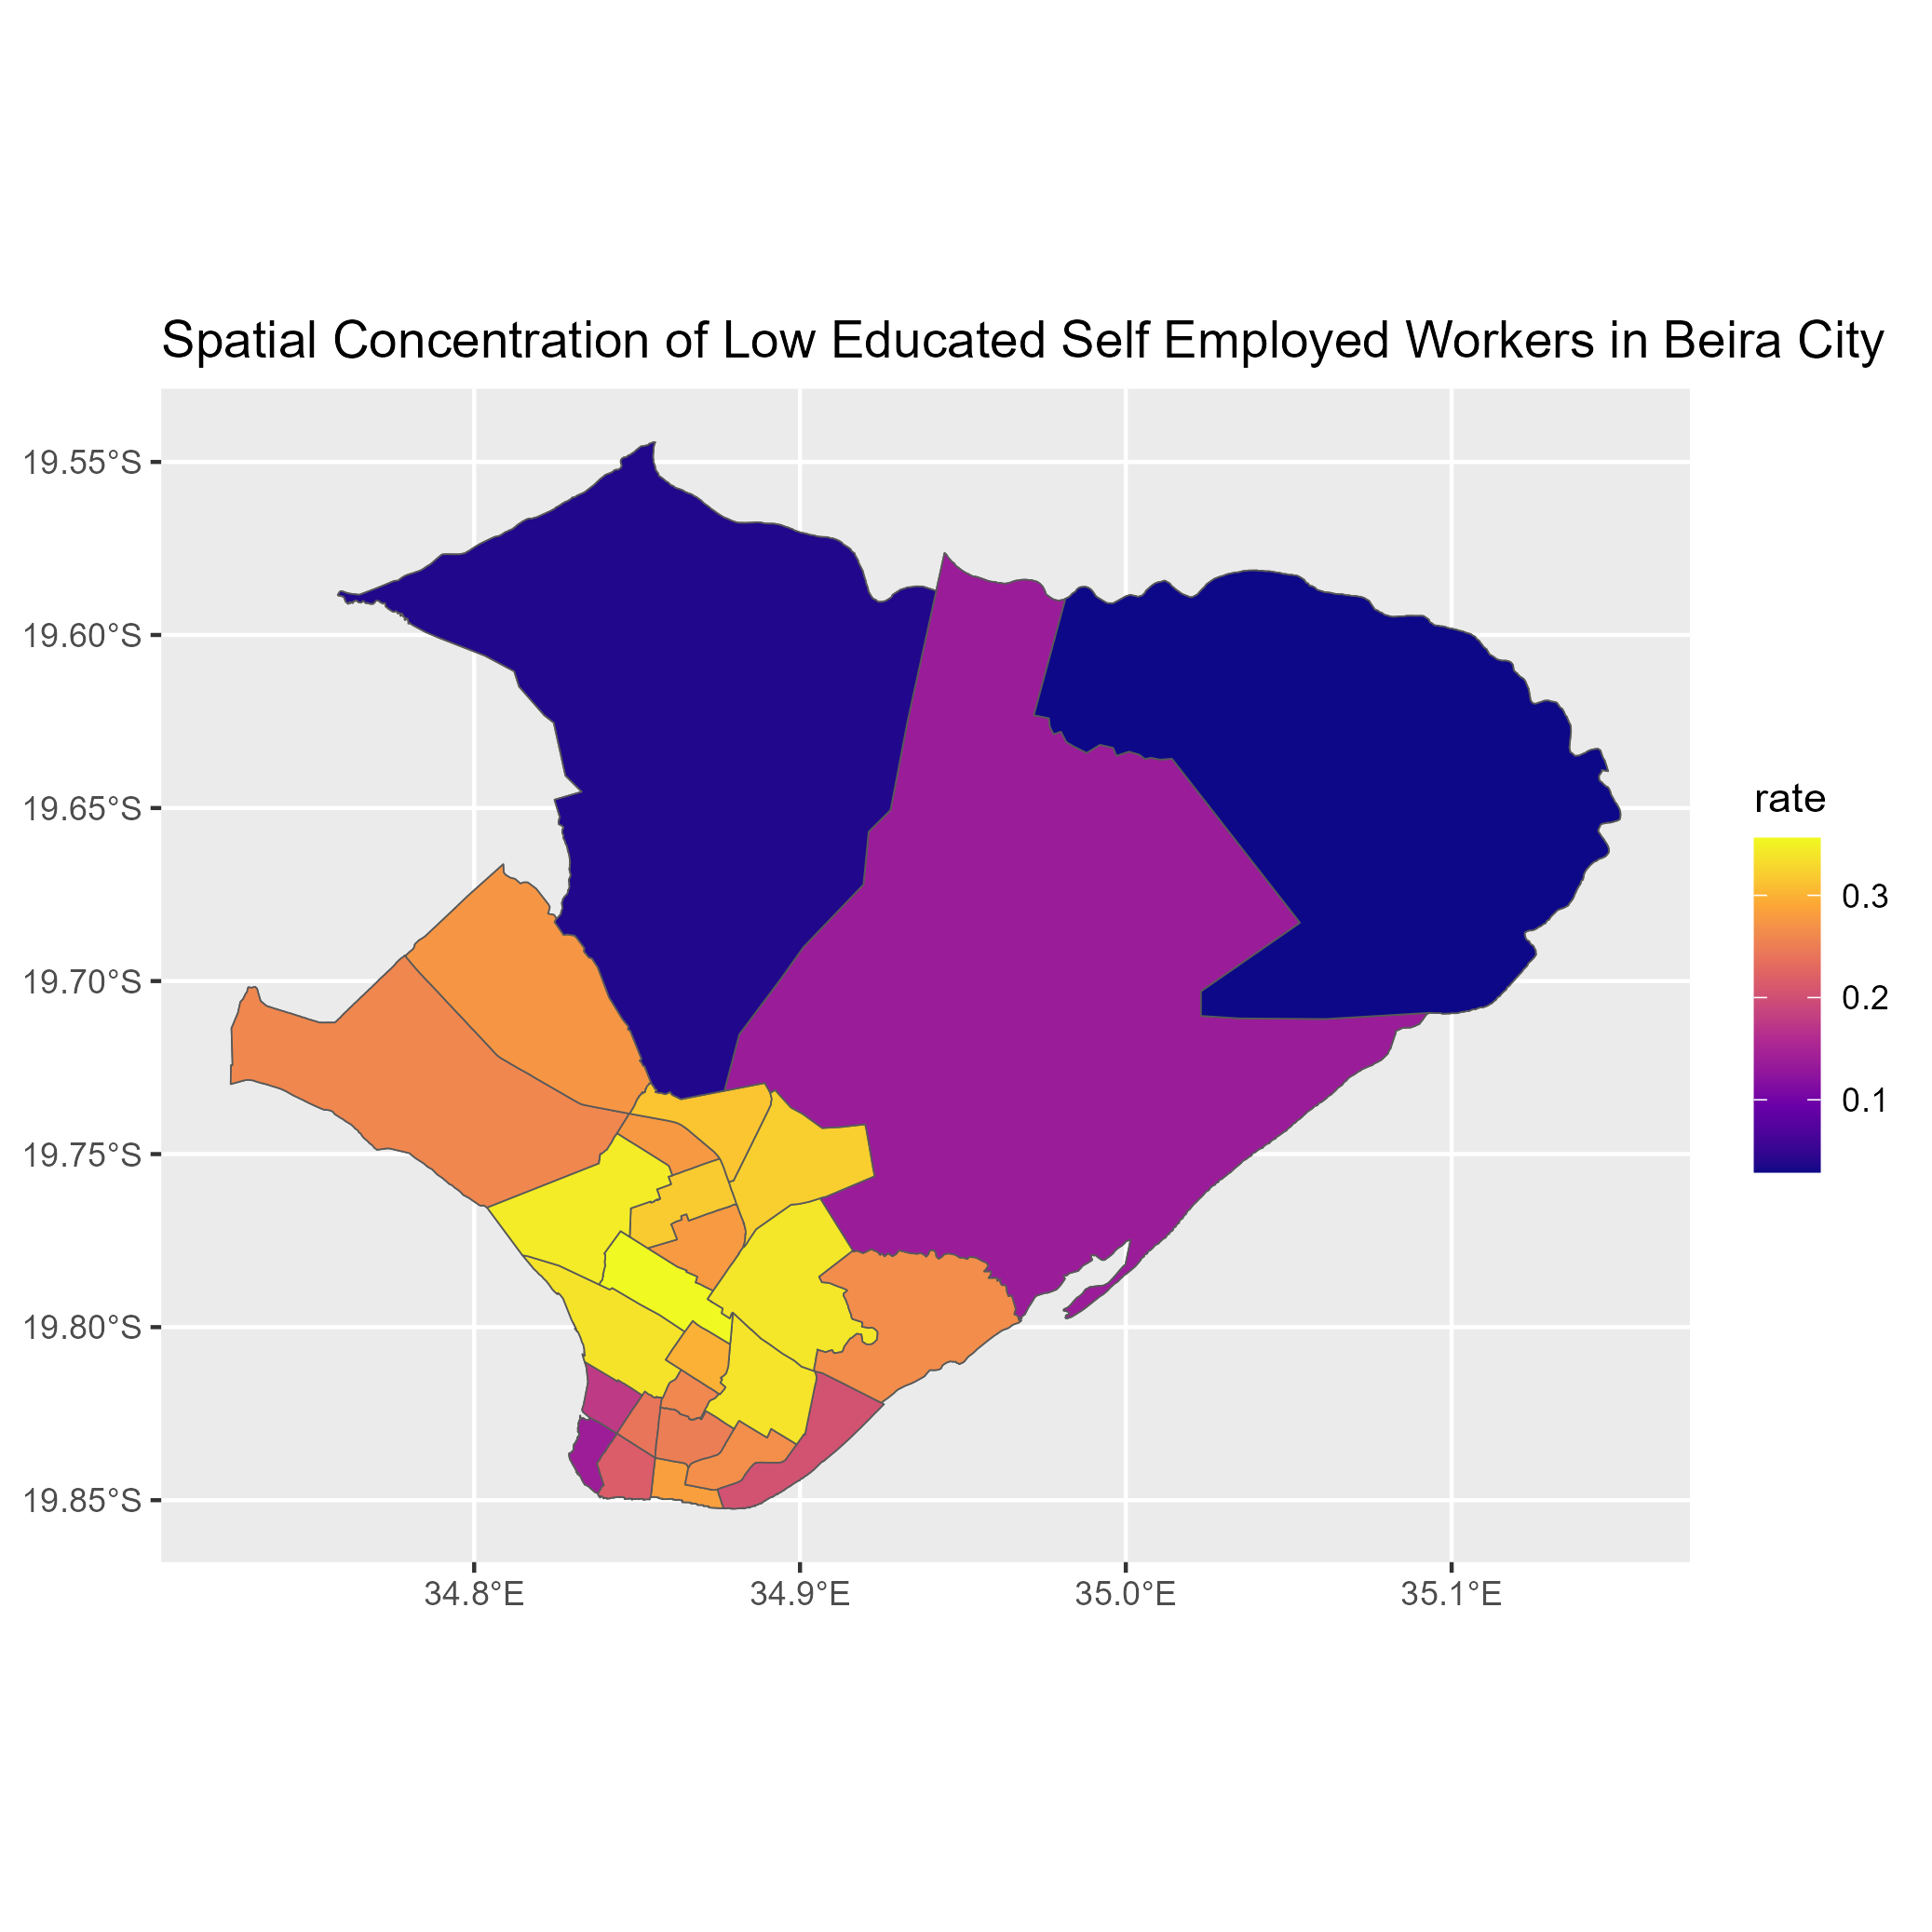 Spatial Concentration of Low Educated Self Employed Workers in Beira City
19.55°S
19.60°S
19.65°S
19.70°S
19.75°S
19.80°S
19.85°S
34.8°E
34.9°E
35.0°E
35.1°E
rate
0.3
0.2
0.1